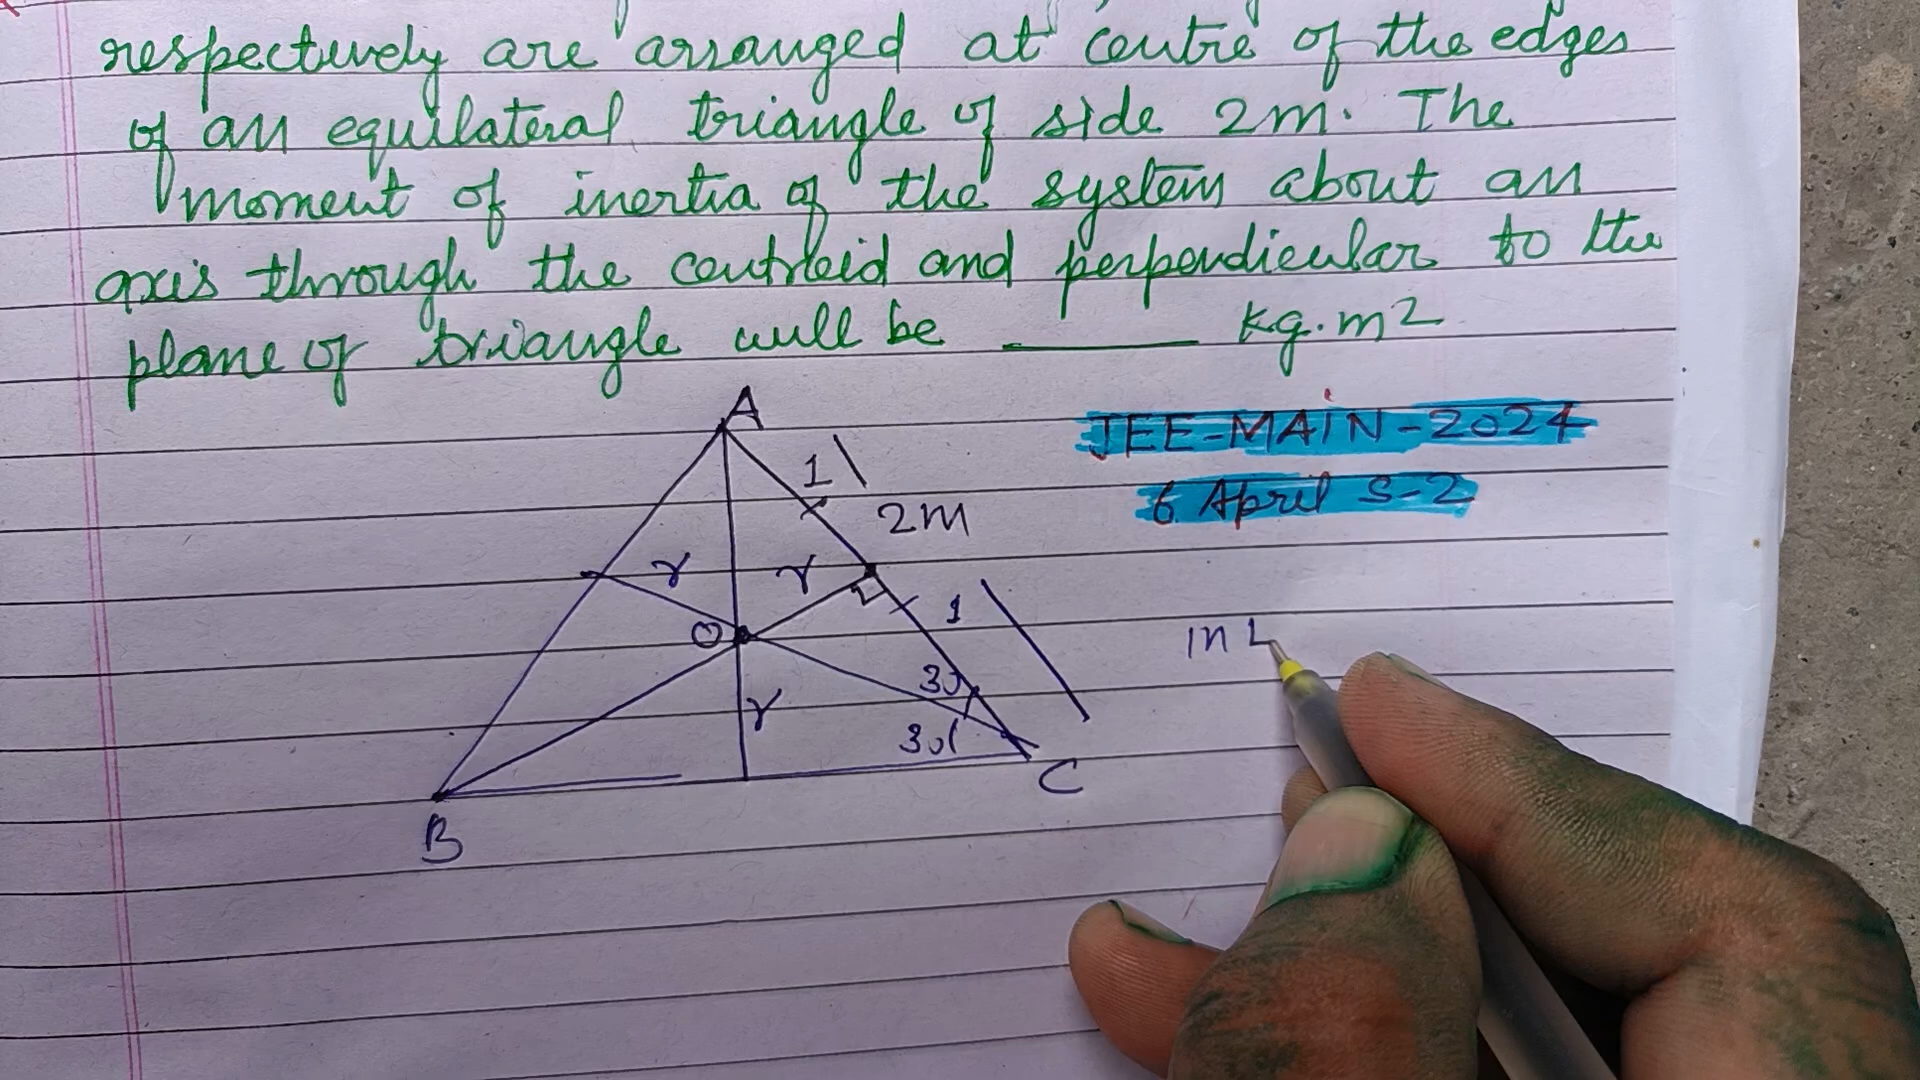 respectively are arranged at centre of the edges
of an equilateral triangle of side 2m. The
moment of inertia of the system about an
axis through the centroid and perpendicular to the
plane of triangle will be ______ kg.m2
A
JEE-MAIN-2024
1
2m
6 April S-2
r
r
1
O
in
30
r
30
C
B